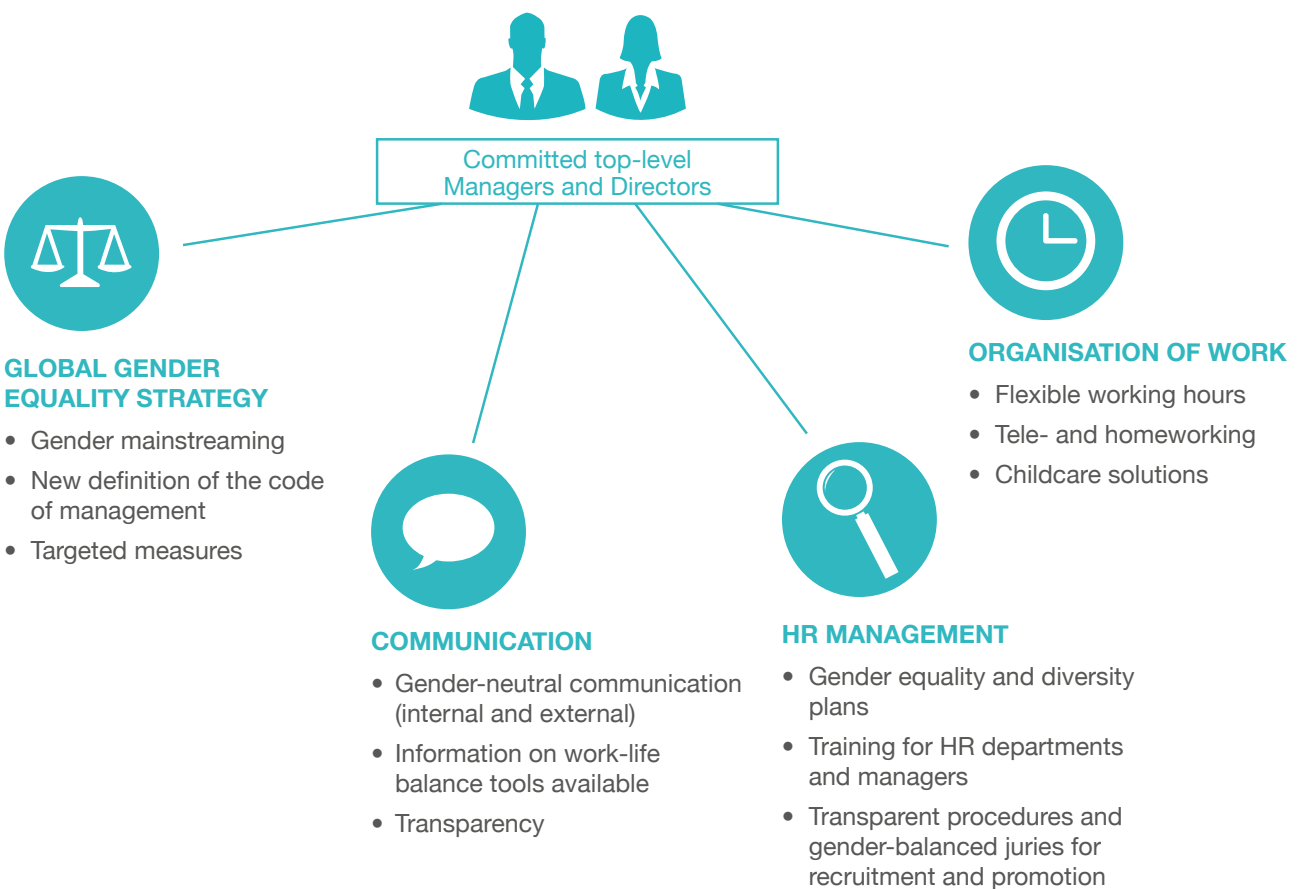 Committed top-level
Managers and Directors
GLOBAL GENDER
EQUALITY STRATEGY
• Gender mainstreaming
• New definition of the code
of management
• Targeted measures
COMMUNICATION
• Gender-neutral communication
(internal and external)
• Information on work-life
balance tools available
• Transparency
HR MANAGEMENT
• Gender equality and diversity
plans
• Training for HR departments
and managers
• Transparent procedures and
gender-balanced juries for
recruitment and promotion
ORGANISATION OF WORK
• Flexible working hours
• Tele- and homeworking
• Childcare solutions